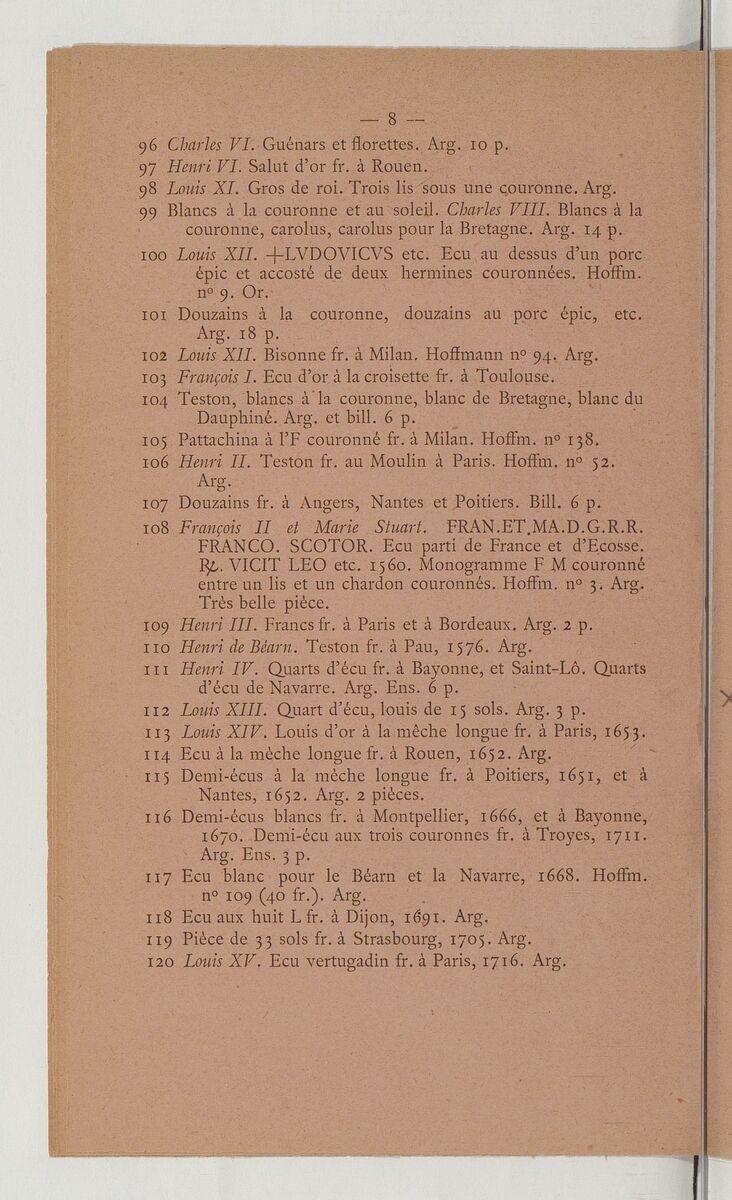 — 8 —
96 Charles VI. Guénars et florettes. Arg. 10 p.
97 Henri VI. Salut d'or fr. à Rouen.
98 Louis XI. Gros de roi. Trois lis sous une couronne. Arg.
99 Blancs à la couronne et au soleil. Charles VIII. Blancs à la
couronne, carolus, carolus pour la Bretagne. Arg. 14 p.
100 Louis XII. +LVDOVICVS etc. Ecu au dessus d'un porc
épic et accosté de deux hermines couronnées. Hoffm.
nº 9. Or.
101 Douzains à la couronne, douzains au porc épic, etc.
Arg. 18 p.
102 Louis XII. Bisonne fr. à Milan. Hoffmann nº 94. Arg.
103 François I. Ecu d'or à la croisette fr. à Toulouse.
104 Teston, blancs à la couronne, blanc de Bretagne, blanc du
Dauphiné. Arg. et bill. 6 p.
105 Pattachina à l'F couronné fr. à Milan. Hoffm. nº 138.
106 Henri II. Teston fr. au Moulin à Paris. Hoffm. nº 52.
Arg.
107 Douzains fr. à Angers, Nantes et Poitiers. Bill. 6 p.
108 François II et Marie Stuart. FRAN.ET.MA.D.G.R.R.
FRANCO. SCOTOR. Ecu parti de France et d'Ecosse.
℞. VICIT LEO etc. 1560. Monogramme F M couronné
entre un lis et un chardon couronnés. Hoffm. nº 3. Arg.
Très belle pièce.
109 Henri III. Francs fr. à Paris et à Bordeaux. Arg. 2 p.
110 Henri de Béarn. Teston fr. à Pau, 1576. Arg.
111 Henri IV. Quarts d'écu fr. à Bayonne, et Saint-Lô. Quarts
d'écu de Navarre. Arg. Ens. 6 p.
112 Louis XIII. Quart d'écu, louis de 15 sols. Arg. 3 p.
113 Louis XIV. Louis d'or à la mêche longue fr. à Paris, 1653.
114 Ecu à la mèche longue fr. à Rouen, 1652. Arg.
115 Demi-écus à la mèche longue fr. à Poitiers, 1651, et à
Nantes, 1652. Arg. 2 pièces.
116 Demi-écus blancs fr. à Montpellier, 1666, et à Bayonne,
1670. Demi-écu aux trois couronnes fr. à Troyes, 1711.
Arg. Ens. 3 p.
117 Ecu blanc pour le Béarn et la Navarre, 1668. Hoffm.
nº 109 (40 fr.). Arg.
118 Ecu aux huit L fr. à Dijon, 1691. Arg.
119 Pièce de 33 sols fr. à Strasbourg, 1705. Arg.
120 Louis XV. Ecu vertugadin fr. à Paris, 1716. Arg.